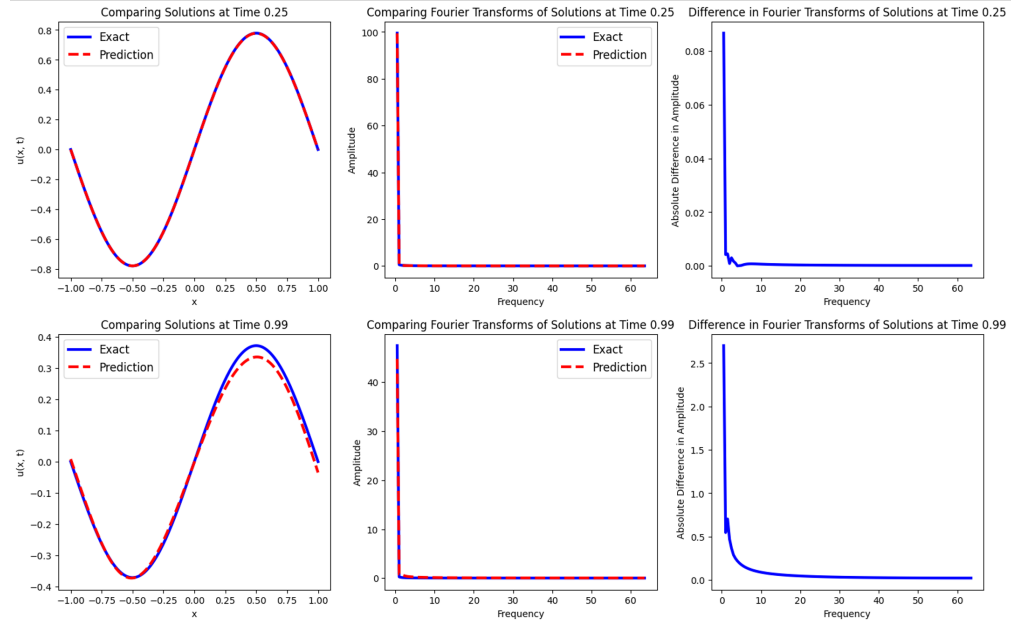 Comparing Solutions at Time 0.25
Exact
Prediction
u(x, t)
0.8
0.6
0.4
0.2
0.0
−0.2
−0.4
−0.6
−0.8
−1.00 −0.75 −0.50 −0.25 0.00 0.25 0.50 0.75 1.00
x
Comparing Fourier Transforms of Solutions at Time 0.25
Exact
Prediction
Amplitude
100
80
60
40
20
0
0 10 20 30 40 50 60
Frequency
Difference in Fourier Transforms of Solutions at Time 0.25
Absolute Difference in Amplitude
0.08
0.06
0.04
0.02
0.00
0 10 20 30 40 50 60
Frequency
Comparing Solutions at Time 0.99
Exact
Prediction
u(x, t)
0.4
0.3
0.2
0.1
0.0
−0.1
−0.2
−0.3
−0.4
−1.00 −0.75 −0.50 −0.25 0.00 0.25 0.50 0.75 1.00
x
Comparing Fourier Transforms of Solutions at Time 0.99
Exact
Prediction
Amplitude
40
30
20
10
0
0 10 20 30 40 50 60
Frequency
Difference in Fourier Transforms of Solutions at Time 0.99
Absolute Difference in Amplitude
2.5
2.0
1.5
1.0
0.5
0.0
0 10 20 30 40 50 60
Frequency